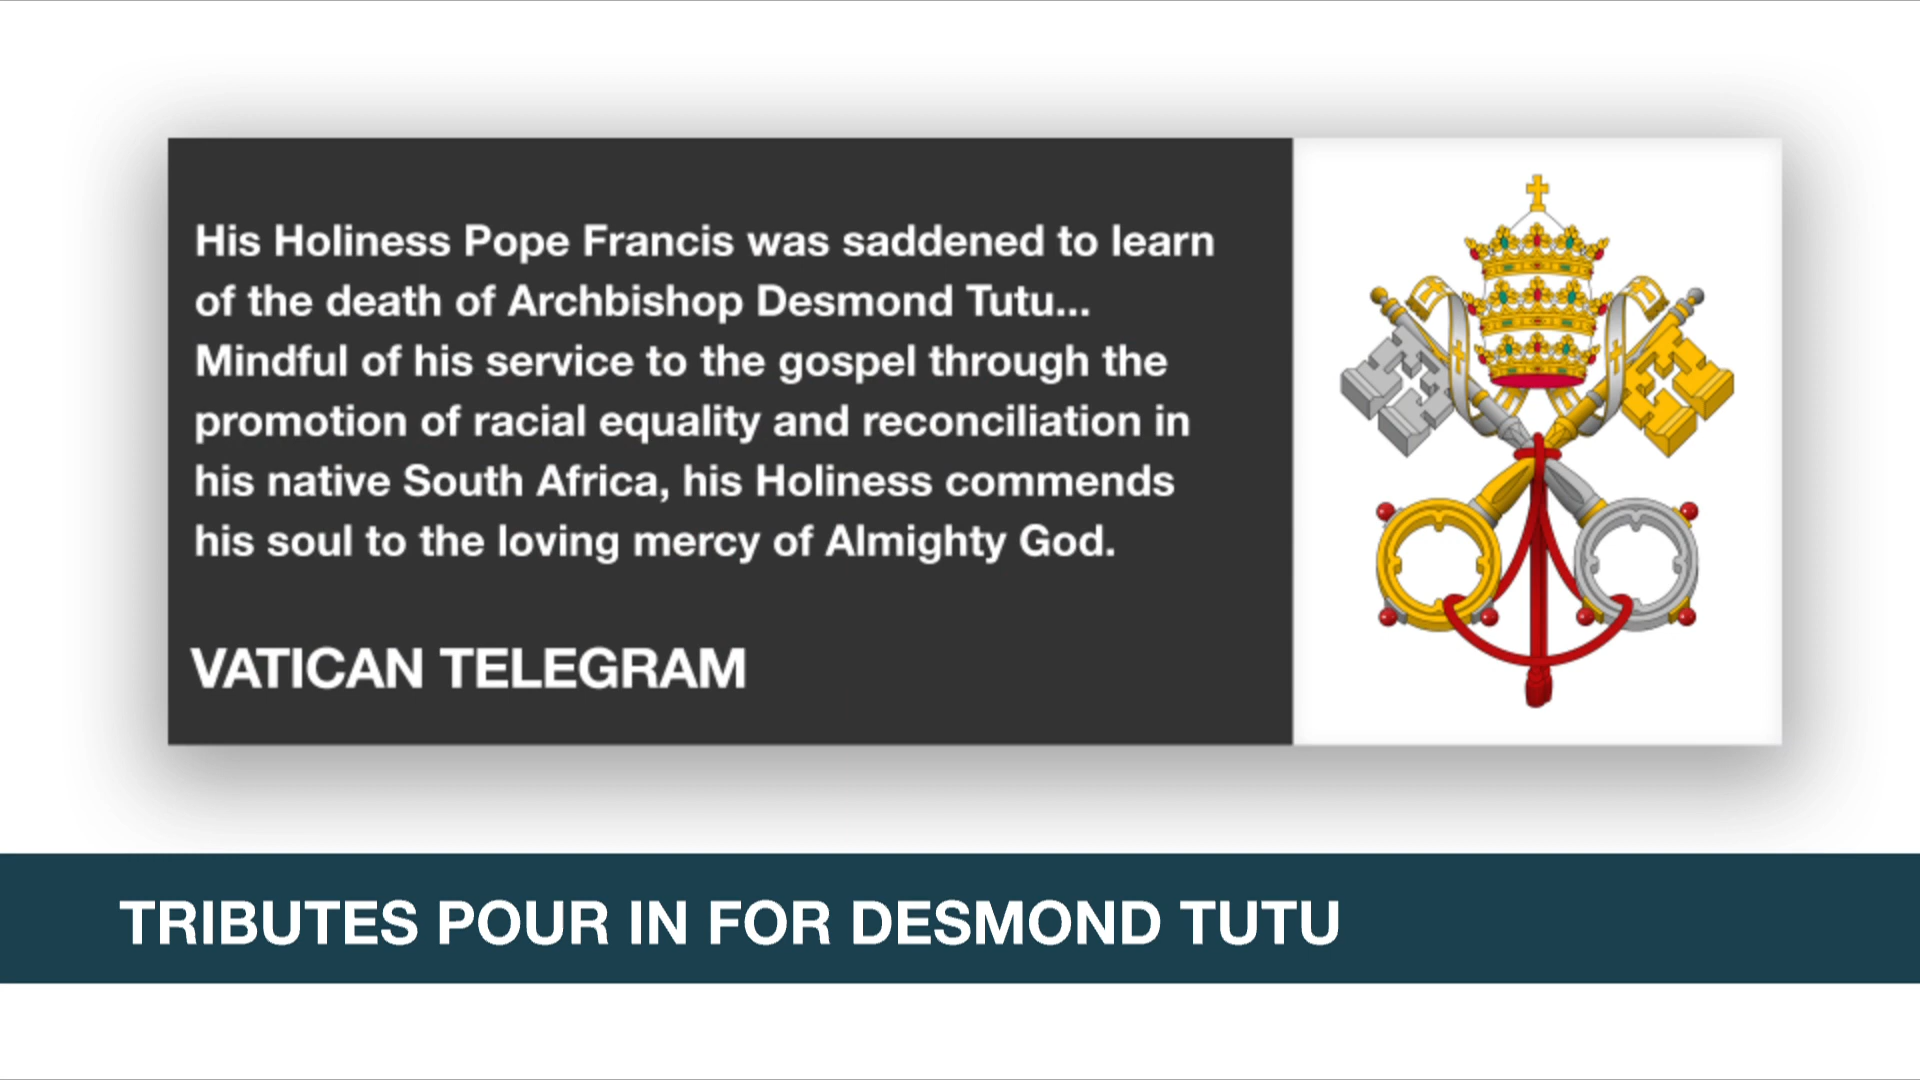 His Holiness Pope Francis was saddened to learn
of the death of Archbishop Desmond Tutu...
Mindful of his service to the gospel through the
promotion of racial equality and reconciliation in
his native South Africa, his Holiness commends
his soul to the loving mercy of Almighty God.
VATICAN TELEGRAM
TRIBUTES POUR IN FOR DESMOND TUTU